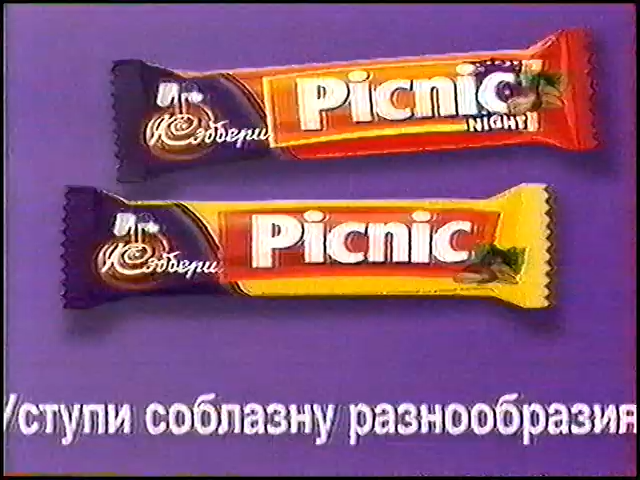 Picnic
NIGHT
Кэдбери
Picnic
Кэдбери
Уступи соблазну разнообразия